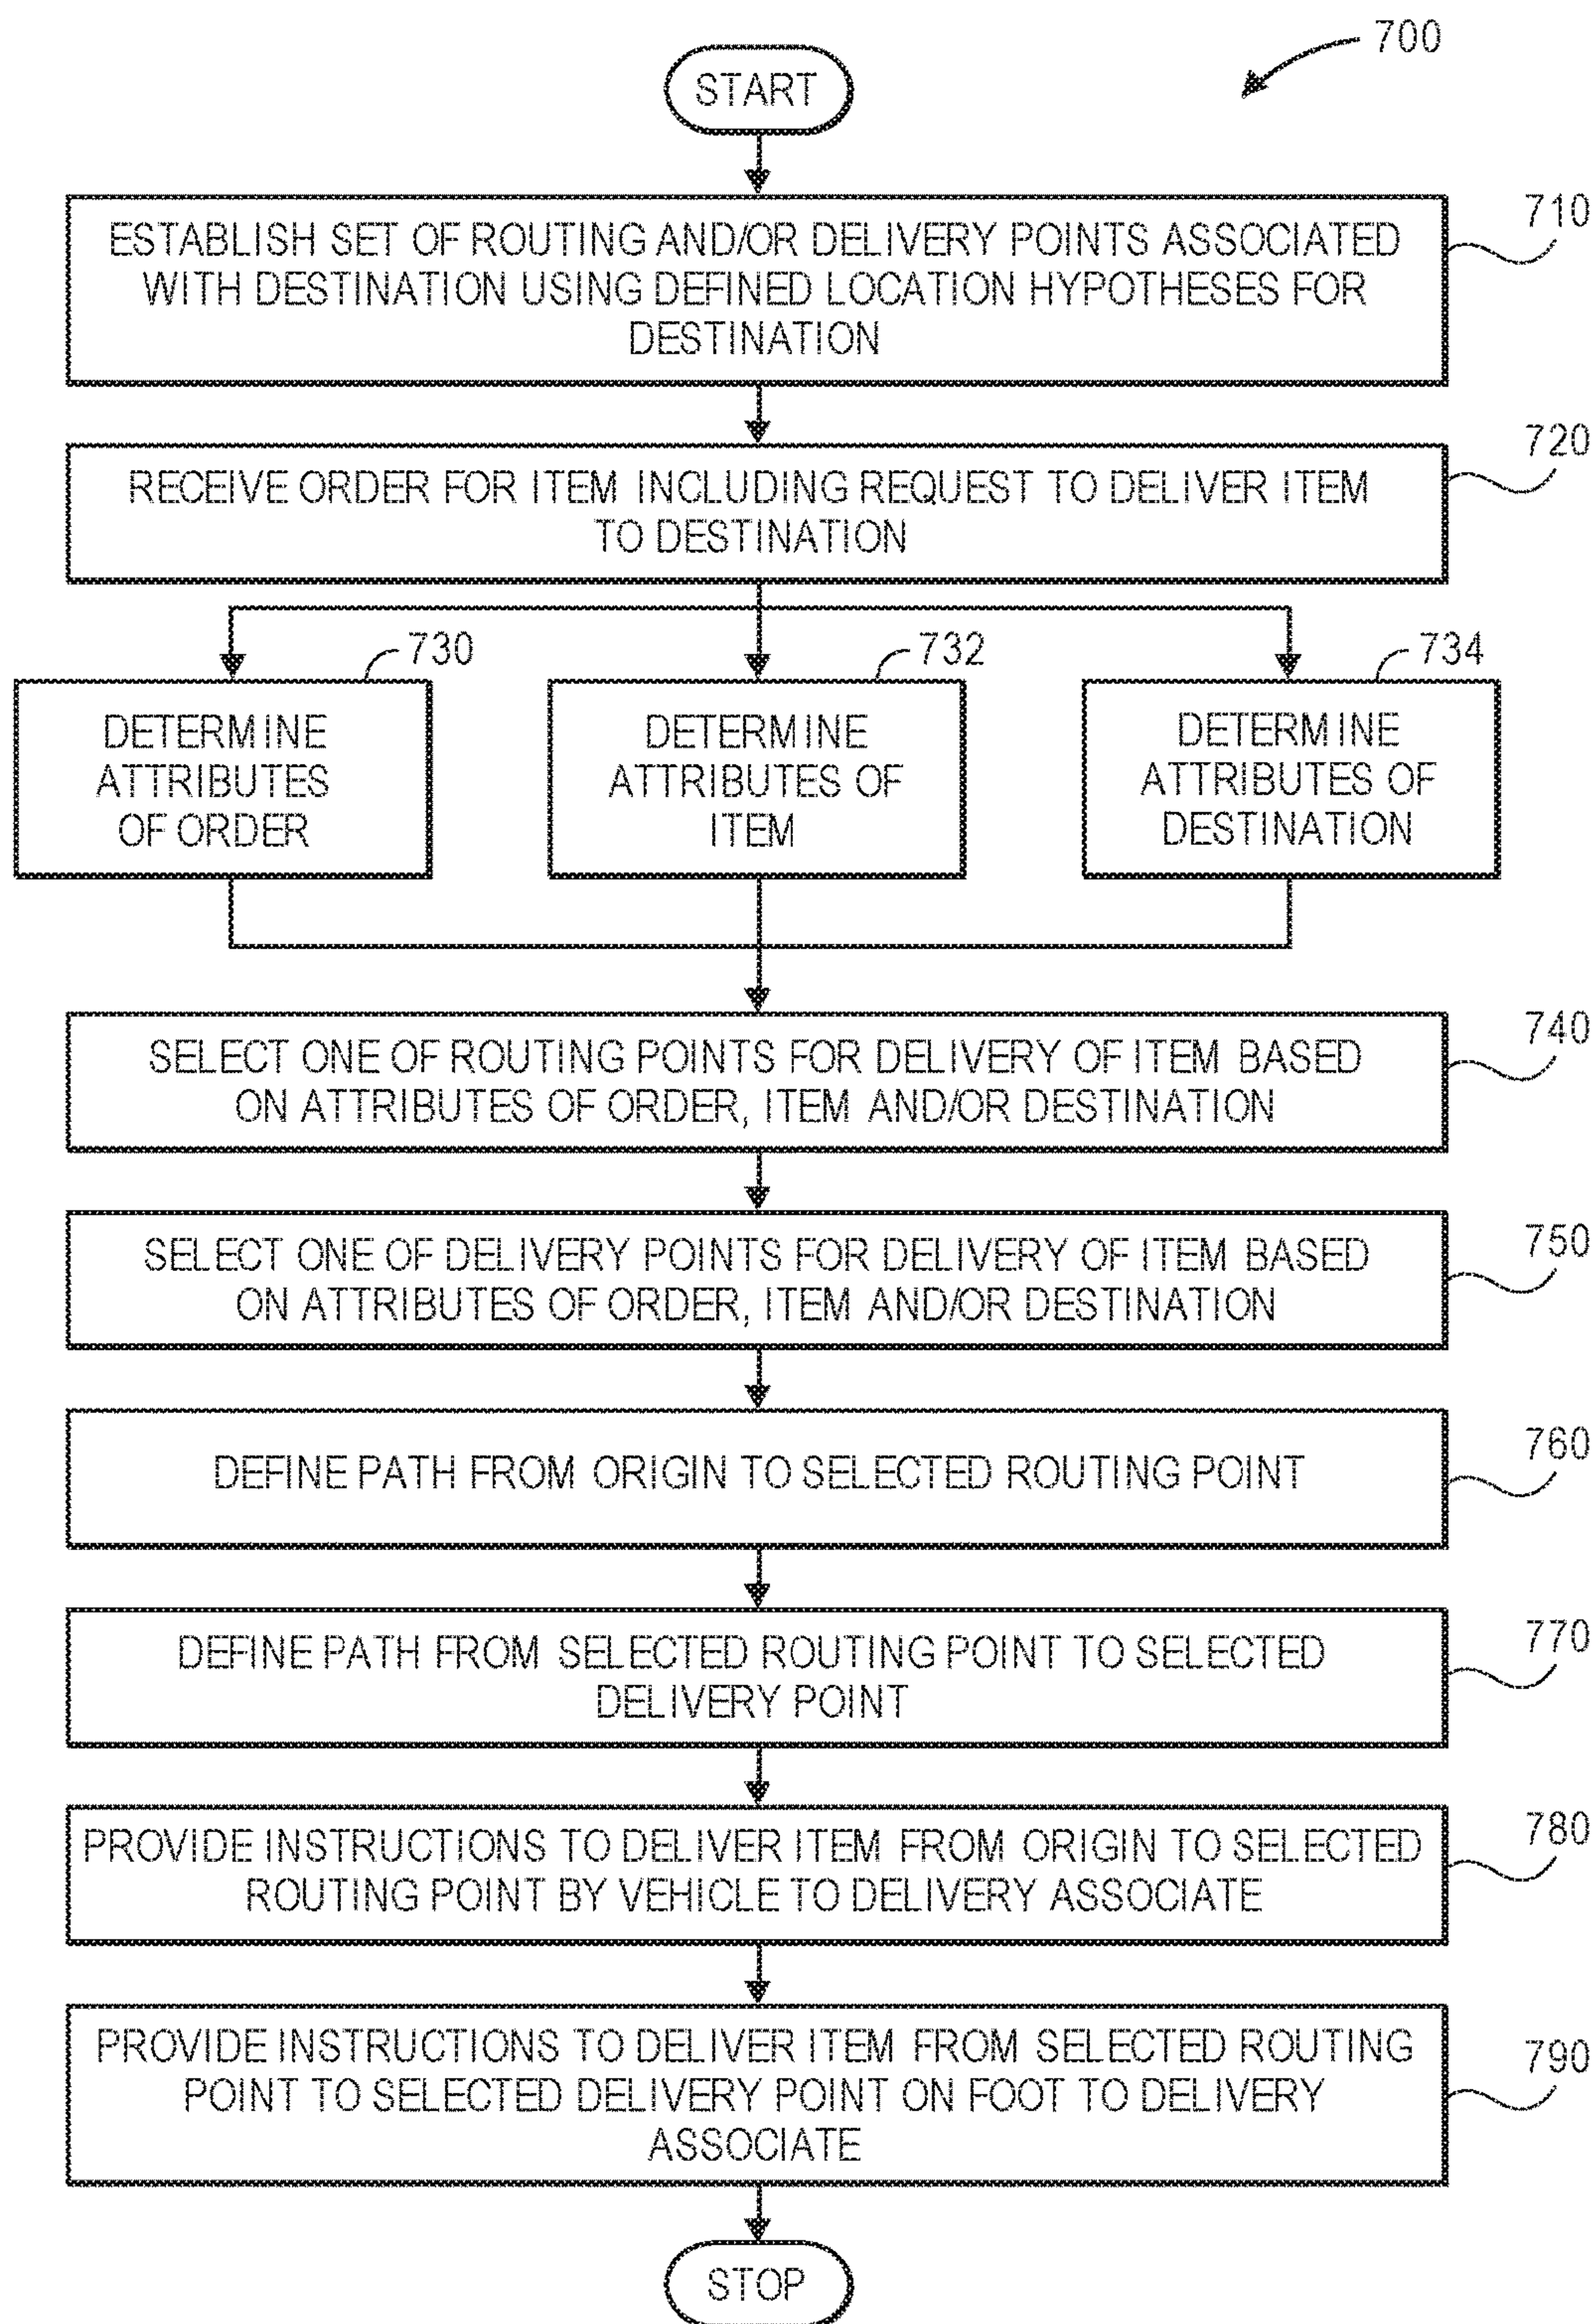 700
START
710
ESTABLISH SET OF ROUTING AND/OR DELIVERY POINTS ASSOCIATED
WITH DESTINATION USING DEFINED LOCATION HYPOTHESES FOR
DESTINATION
720
RECEIVE ORDER FOR ITEM INCLUDING REQUEST TO DELIVER ITEM
TO DESTINATION
730
732
734
DETERMINE
ATTRIBUTES
OF ORDER
DETERMINE
ATTRIBUTES OF
ITEM
DETERMINE
ATTRIBUTES OF
DESTINATION
740
SELECT ONE OF ROUTING POINTS FOR DELIVERY OF ITEM BASED
ON ATTRIBUTES OF ORDER, ITEM AND/OR DESTINATION
750
SELECT ONE OF DELIVERY POINTS FOR DELIVERY OF ITEM BASED
ON ATTRIBUTES OF ORDER, ITEM AND/OR DESTINATION
760
DEFINE PATH FROM ORIGIN TO SELECTED ROUTING POINT
770
DEFINE PATH FROM SELECTED ROUTING POINT TO SELECTED
DELIVERY POINT
780
PROVIDE INSTRUCTIONS TO DELIVER ITEM FROM ORIGIN TO SELECTED
ROUTING POINT BY VEHICLE TO DELIVERY ASSOCIATE
790
PROVIDE INSTRUCTIONS TO DELIVER ITEM FROM SELECTED ROUTING
POINT TO SELECTED DELIVERY POINT ON FOOT TO DELIVERY
ASSOCIATE
STOP